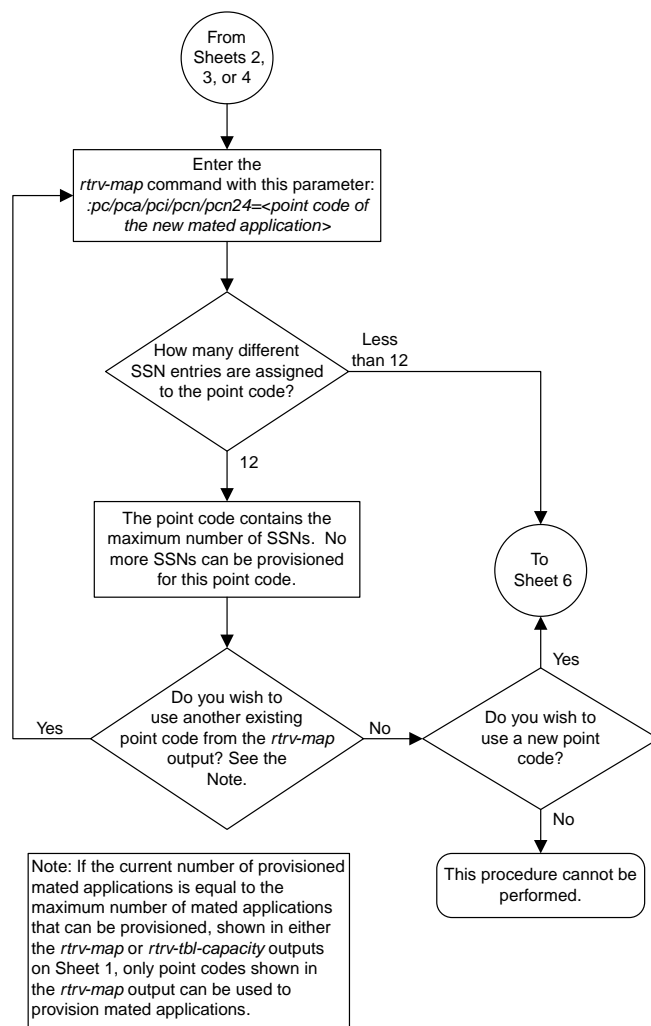 From
Sheets 2,
3, or 4
Enter the
rtrv-map command with this parameter:
:pc/pca/pci/pcn/pcn24=<point code of
the new mated application>
How many different
SSN entries are assigned
to the point code?
Less
than 12
12
The point code contains the
maximum number of SSNs. No
more SSNs can be provisioned
for this point code.
To
Sheet 6
Do you wish to
use another existing
point code from the rtrv-map
output? See the
Note.
Yes
No
Do you wish to
use a new point
code?
Yes
No
This procedure cannot be
performed.
Note: If the current number of provisioned
mated applications is equal to the
maximum number of mated applications
that can be provisioned, shown in either
the rtrv-map or rtrv-tbl-capacity outputs
on Sheet 1, only point codes shown in
the rtrv-map output can be used to
provision mated applications.